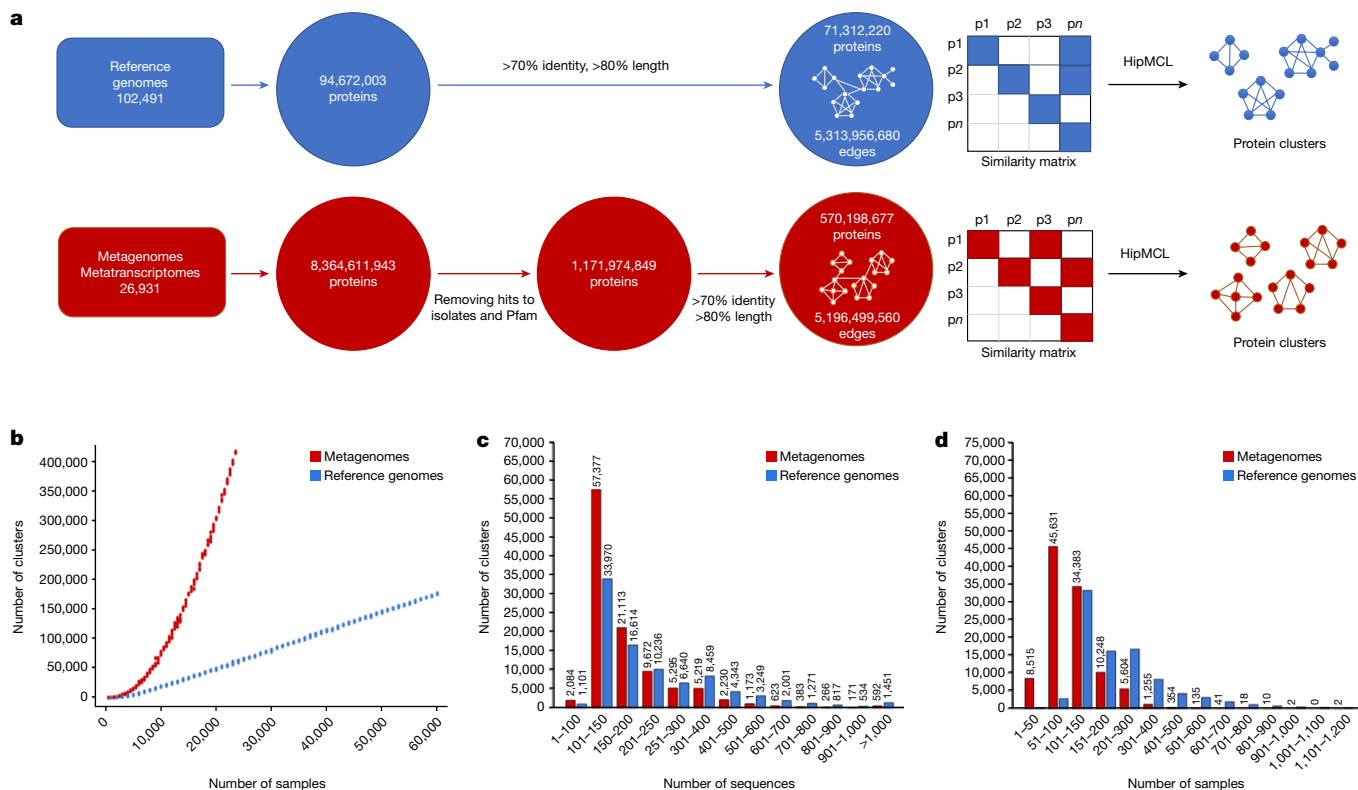 a
Reference
genomes
102,491
94,672,003
proteins
>70% identity, >80% length
71,312,220
proteins
5,313,956,680
edges
p1 p2 p3 pn
p1
p2
p3
pn
Similarity matrix
HipMCL
Protein clusters
Metagenomes
Metatranscriptomes
26,931
8,364,611,943
proteins
Removing hits to
isolates and Pfam
1,171,974,849
proteins
>70% identity
>80% length
570,198,677
proteins
5,196,499,560
edges
p1 p2 p3 pn
p1
p2
p3
pn
Similarity matrix
HipMCL
Protein clusters
b
Number of clusters
400,000
350,000
300,000
250,000
200,000
150,000
100,000
50,000
0
Metagenomes
Reference genomes
0 10,000 20,000 30,000 40,000 50,000 60,000
Number of samples
c
Number of clusters
70,000
65,000
60,000
55,000
50,000
45,000
40,000
35,000
30,000
25,000
20,000
15,000
10,000
5,000
0
Metagenomes
Reference genomes
2,084 1,101 57,377 33,970 21,113 16,614 9,672 10,236 5,295 6,640 5,219 8,459 2,230 4,343 1,173 3,249 623 2,001 383 1,271 266 817 171 534 592 1,451
1–100 101–150 150–200 201–250 251–300 301–400 401–500 501–600 601–700 701–800 801–900 901–1,000 >1,000
Number of sequences
d
Number of clusters
75,000
70,000
65,000
60,000
55,000
50,000
45,000
40,000
35,000
30,000
25,000
20,000
15,000
10,000
5,000
0
Metagenomes
Reference genomes
8,515 45,631 34,383 10,248 5,604 1,255 354 135 41 18 10 2 0 2
1–50 51–100 101–150 151–200 201–300 301–400 401–500 501–600 601–700 701–800 801–900 901–1,000 1,001–1,100 1,101–1,200
Number of samples